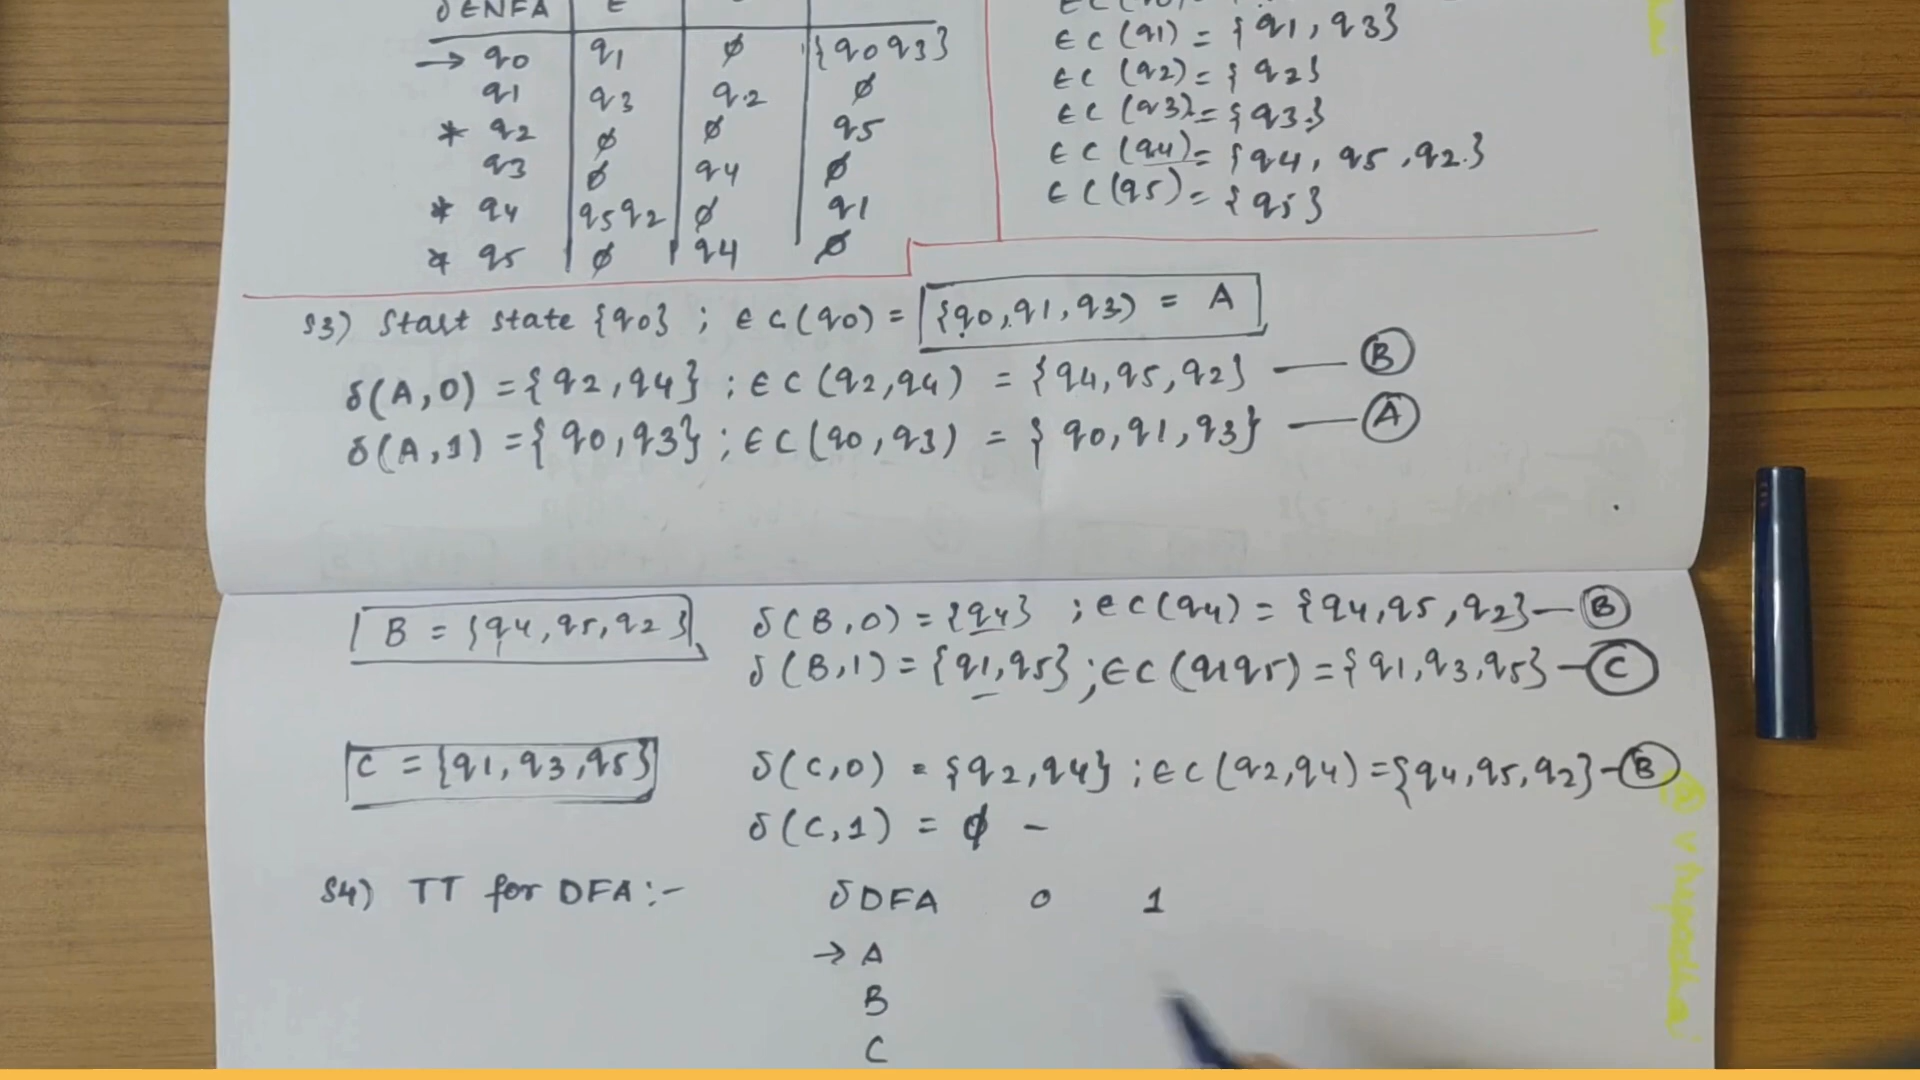 δENFA ε
→ q0 q1 ϕ {q0 q3}
q1 q3 q2 ϕ
* q2 ϕ ϕ q5
q3 ϕ q4 ϕ
* q4 q5q2 ϕ q1
* q5 ϕ q4 ϕ
ϵC (q1) = {q1, q3}
ϵC (q2) = {q2}
ϵC (q3) = {q3}
ϵC (q4) = {q4, q5, q2}
ϵC (q5) = {q5}
S3) Start state {q0} ; ϵC(q0) = {q0,q1,q3} = A
δ(A,0) = {q2,q4} ; ϵC(q2,q4) = {q4,q5,q2} — B
δ(A,1) = {q0,q3} ; ϵC(q0,q3) = {q0,q1,q3} — A
B = {q4,q5,q2} δ(B,0) = {q4} ; ϵC(q4) = {q4,q5,q2} — B
δ(B,1) = {q1,q5} ; ϵC(q1q5) = {q1,q3,q5} — C
C = {q1,q3,q5} δ(C,0) = {q2,q4} ; ϵC(q2,q4) = {q4,q5,q2} — B
δ(C,1) = ϕ -
S4) TT for DFA :- δDFA 0 1
→ A
B
C